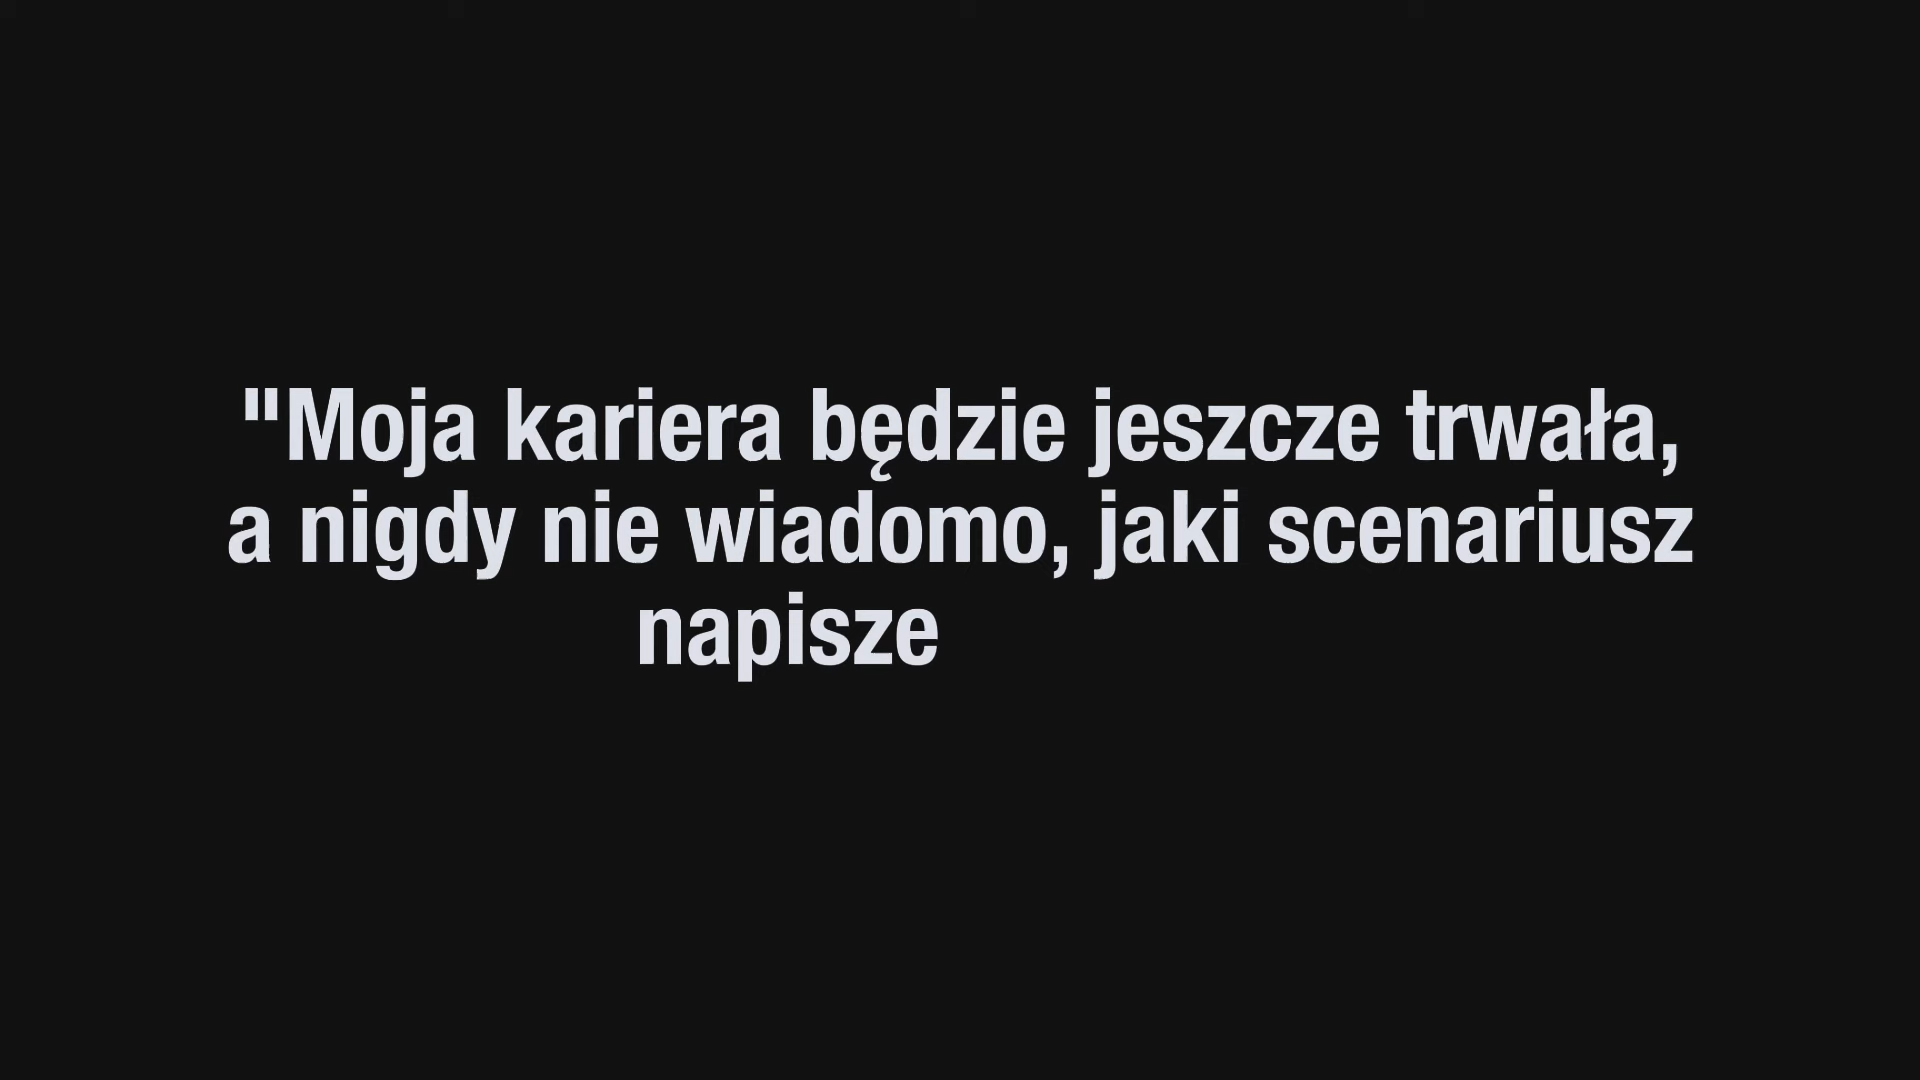 "Moja kariera będzie jeszcze trwała,
a nigdy nie wiadomo, jaki scenariusz
napisze